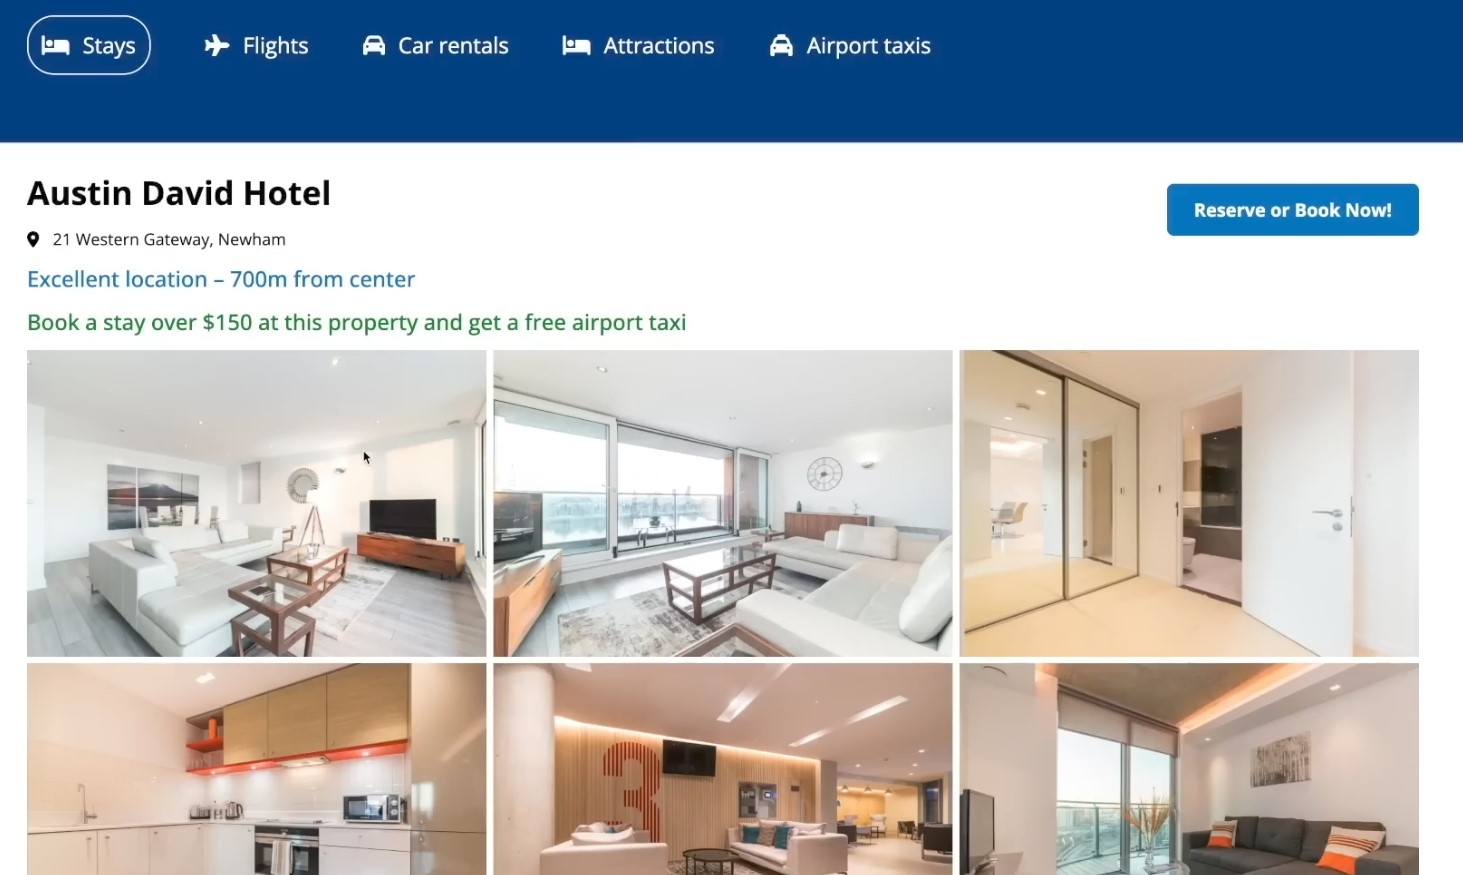 Stays
Flights
Car rentals
Attractions
Airport taxis
Austin David Hotel
Reserve or Book Now!
21 Western Gateway, Newham
Excellent location – 700m from center
Book a stay over $150 at this property and get a free airport taxi
3